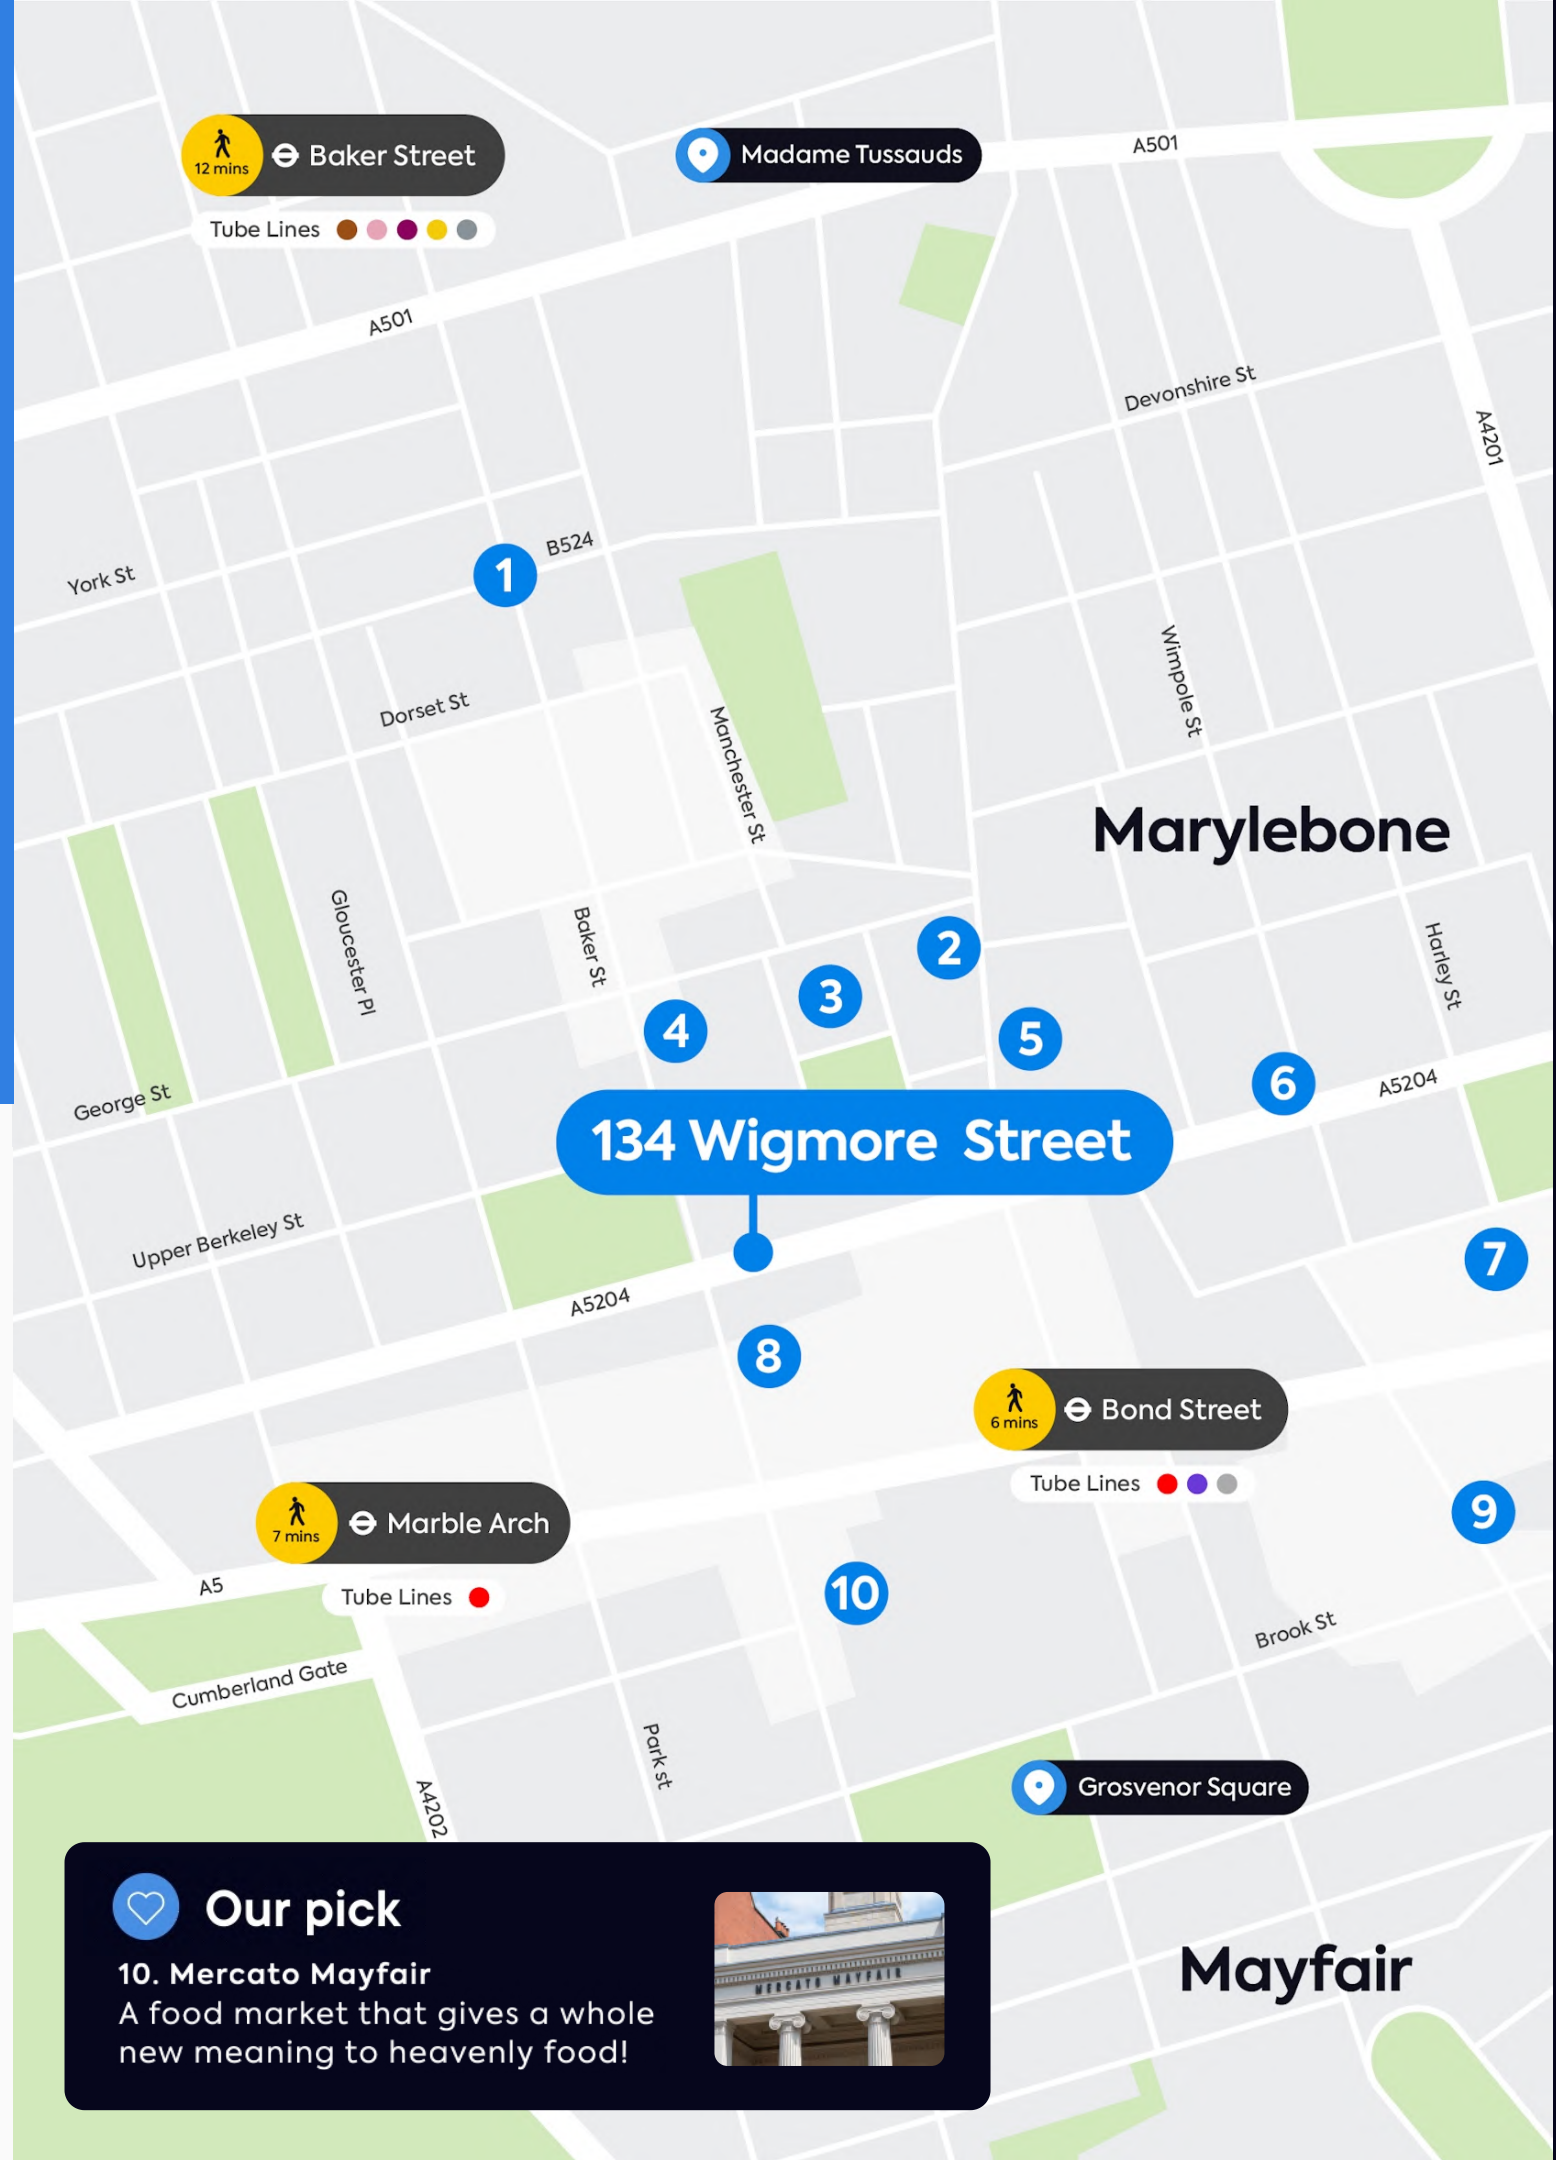 Baker Street
12 mins
Tube Lines
Madame Tussauds
A501
A501
Devonshire St
A4201
B524
1
York St
Wimpole St
Dorset St
Manchester St
Marylebone
Gloucester Pl
Baker St
2
Harley St
3
4
5
6
A5204
George St
134 Wigmore Street
Upper Berkeley St
7
A5204
8
Bond Street
6 mins
Tube Lines
Marble Arch
7 mins
9
A5
Tube Lines
10
Brook St
Cumberland Gate
Park st
Grosvenor Square
A4202
Our pick
10. Mercato Mayfair
A food market that gives a whole
new meaning to heavenly food!
MERCATO MAYFAIR
Mayfair